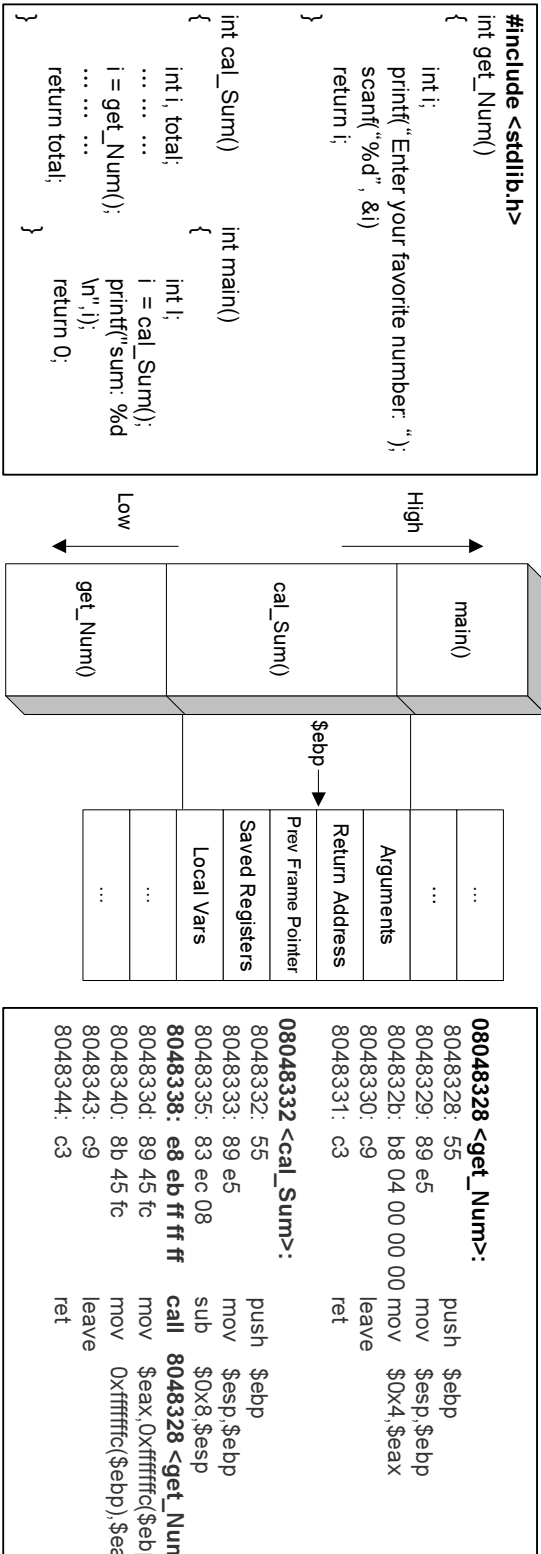 #include <stdlib.h>
int get_Num()
{
int i;
printf(“Enter your favorite number: “);
scanf(“%d”, &i)
return i;
}
int cal_Sum()
{
int i, total;
… … …
i = get_Num();
… … …
return total;
}
int main()
{
int I;
i = cal_Sum();
printf("sum: %d
\n",i);
return 0;
}
High
Low
main()
cal_Sum()
get_Num()
$ebp
…
…
Arguments
Return Address
Prev Frame Pointer
Saved Registers
Local Vars
…
…
08048328 <get_Num>:
8048328: 55 push $ebp
8048329: 89 e5 mov $esp,$ebp
804832b: b8 04 00 00 00 mov $0x4,$eax
8048330: c9 leave
8048331: c3 ret
08048332 <cal_Sum>:
8048332: 55 push $ebp
8048333: 89 e5 mov $esp,$ebp
8048335: 83 ec 08 sub $0x8,$esp
8048338: e8 eb ff ff ff call 8048328 <get_Num
804833d: 89 45 fc mov $eax,0xfffffffc($ebp
8048340: 8b 45 fc mov 0xfffffffc($ebp),$ea
8048343: c9 leave
8048344: c3 ret